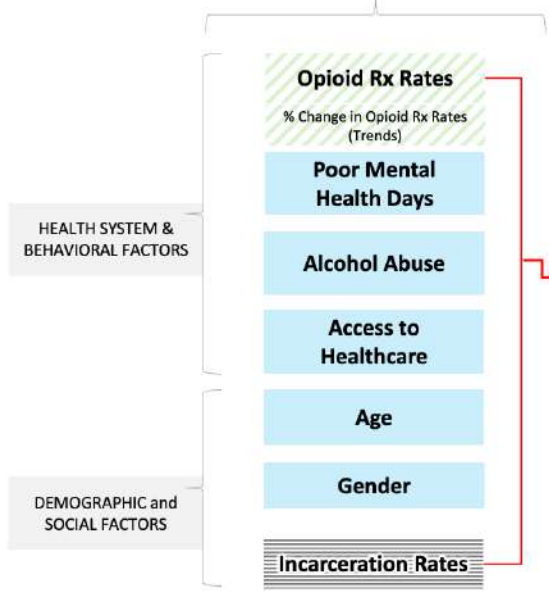 Opioid Rx Rates
% Change in Opioid Rx Rates
(Trends)
Poor Mental
Health Days
HEALTH SYSTEM &
BEHAVIORAL FACTORS
Alcohol Abuse
Access to
Healthcare
Age
Gender
DEMOGRAPHIC and
SOCIAL FACTORS
Incarceration Rates